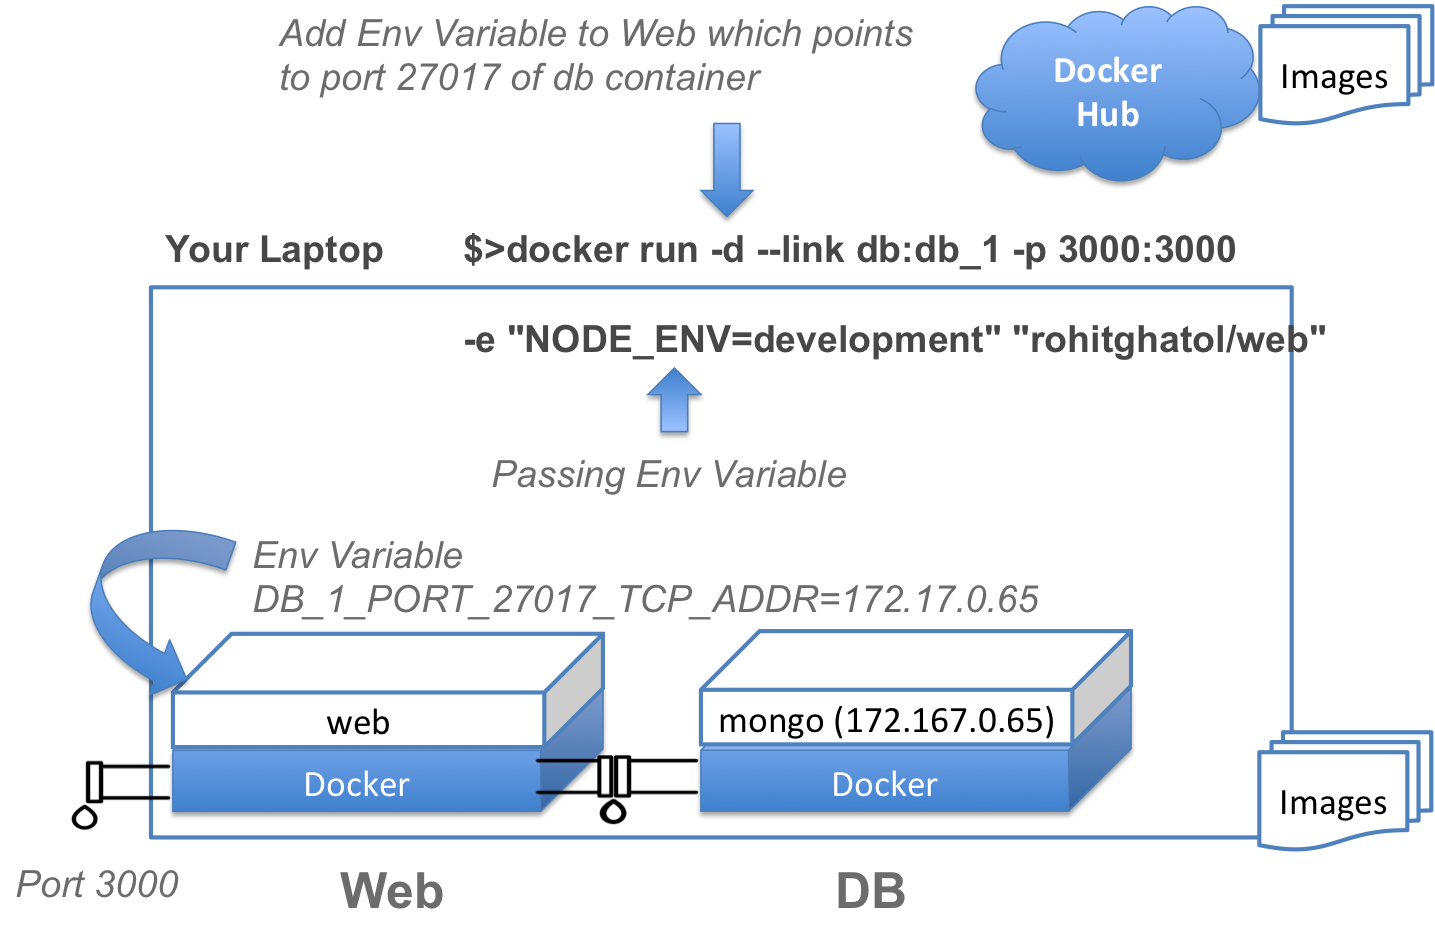 Add Env Variable to Web which points
to port 27017 of db container
Docker
Hub
Images
Your Laptop
$>docker run -d --link db:db_1 -p 3000:3000
-e "NODE_ENV=development" "rohitghatol/web"
Passing Env Variable
Env Variable
DB_1_PORT_27017_TCP_ADDR=172.17.0.65
web
mongo (172.167.0.65)
Docker
Docker
Images
Port 3000
Web
DB